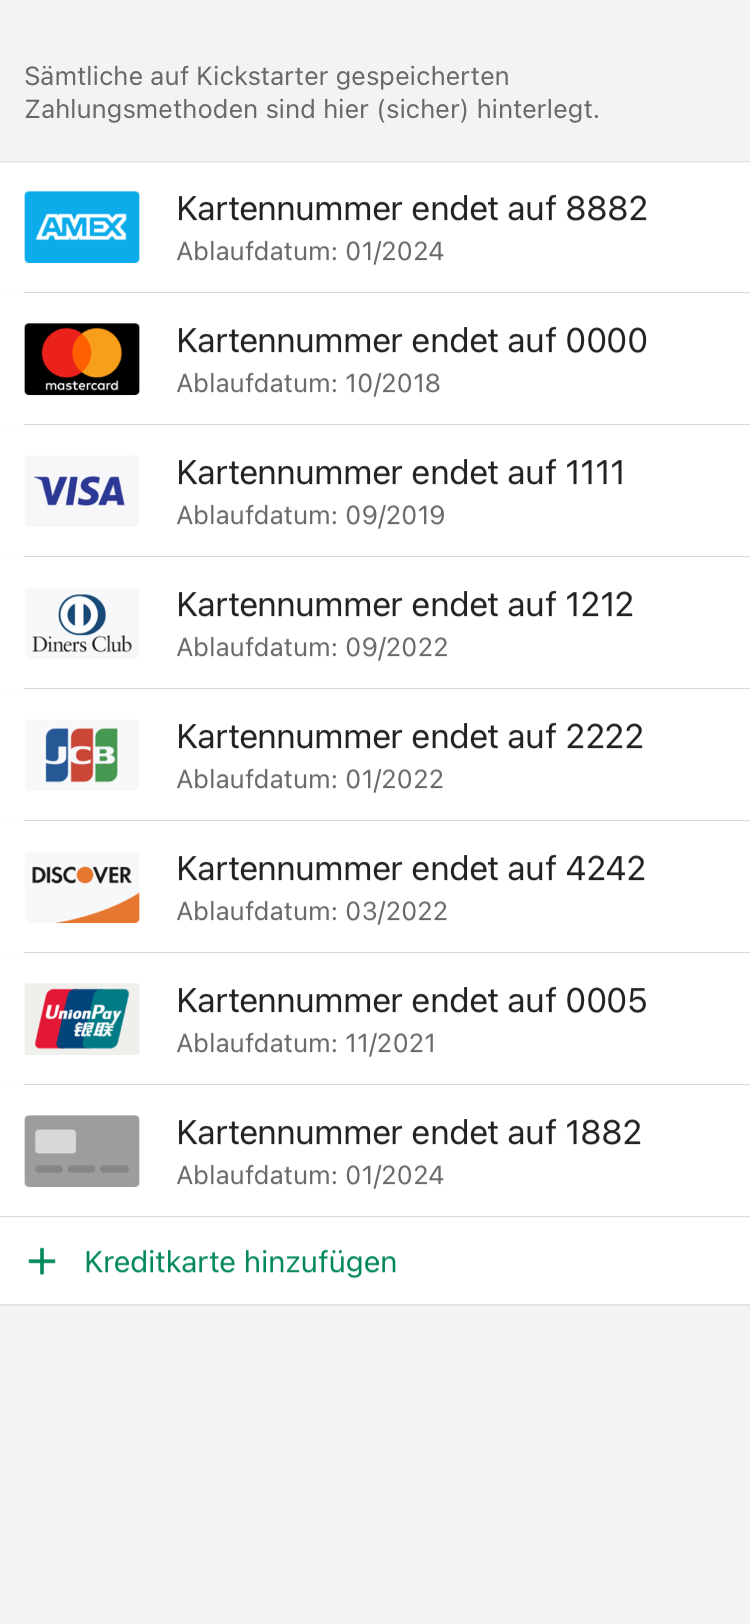 Sämtliche auf Kickstarter gespeicherten
Zahlungsmethoden sind hier (sicher) hinterlegt.
AMEX
Kartennummer endet auf 8882
Ablaufdatum: 01/2024
mastercard
Kartennummer endet auf 0000
Ablaufdatum: 10/2018
VISA
Kartennummer endet auf 1111
Ablaufdatum: 09/2019
Diners Club
Kartennummer endet auf 1212
Ablaufdatum: 09/2022
JCB
Kartennummer endet auf 2222
Ablaufdatum: 01/2022
DISCOVER
Kartennummer endet auf 4242
Ablaufdatum: 03/2022
UnionPay
银联
Kartennummer endet auf 0005
Ablaufdatum: 11/2021
Kartennummer endet auf 1882
Ablaufdatum: 01/2024
+ Kreditkarte hinzufügen